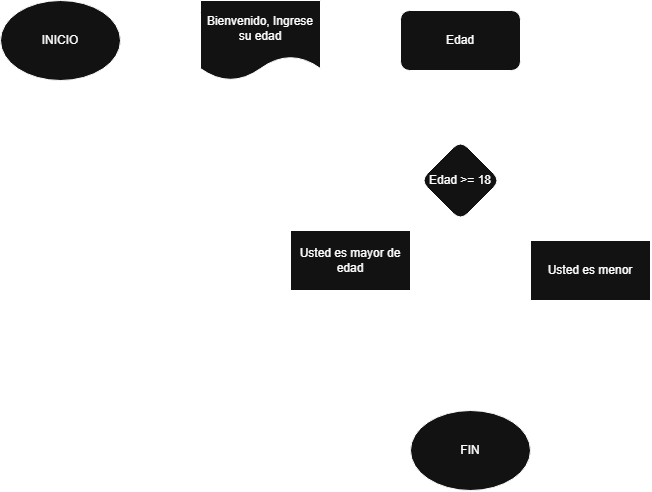 INICIO
Bienvenido, Ingrese
su edad
Edad
Edad >= 18
Usted es mayor de
edad
Usted es menor
FIN